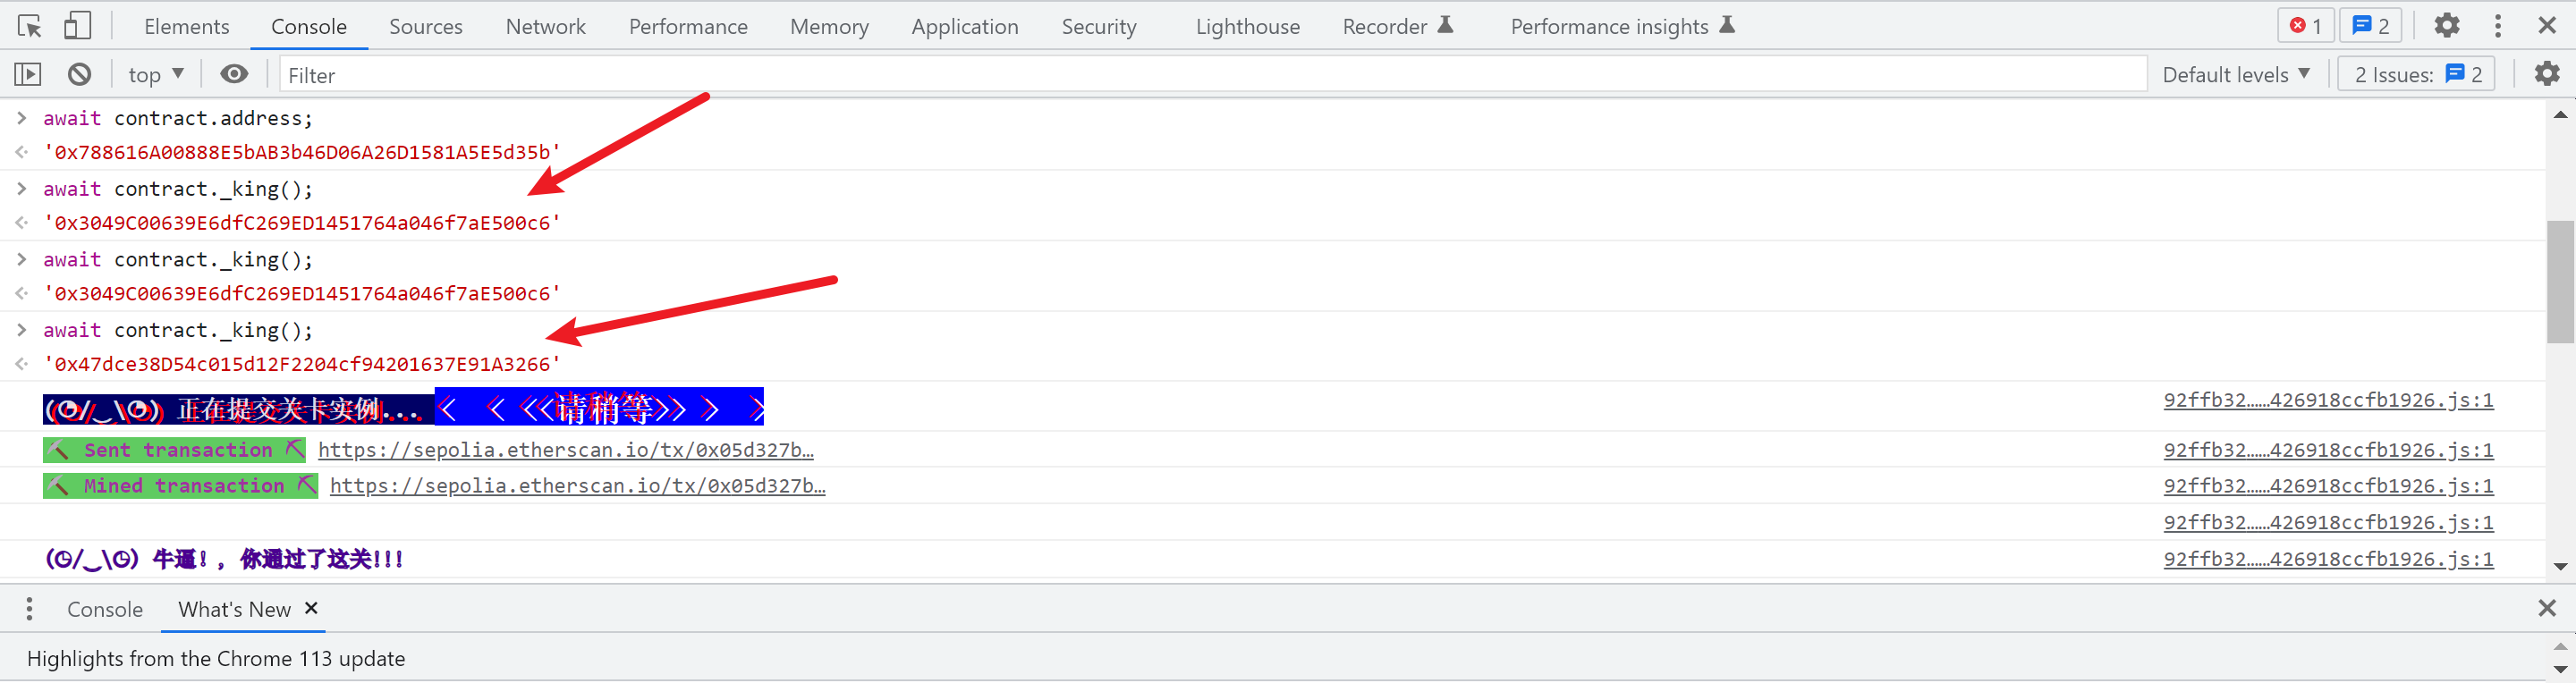 Elements Console Sources Network Performance Memory Application Security Lighthouse Recorder Performance insights 1 2
top Filter Default levels 2 Issues: 2
await contract.address;
'0x788616A00888E5bAB3b46D06A26D1581A5E5d35b'
await contract._king();
'0x3049C00639E6dfC269ED1451764a046f7aE500c6'
await contract._king();
'0x3049C00639E6dfC269ED1451764a046f7aE500c6'
await contract._king();
'0x47dce38D54c015d12F2204cf94201637E91A3266'
(◕/‿\◕) 正在提交关卡实例... < < <<请稍等>> > > 92ffb32……426918ccfb1926.js:1
Sent transaction https://sepolia.etherscan.io/tx/0x05d327b… 92ffb32……426918ccfb1926.js:1
Mined transaction https://sepolia.etherscan.io/tx/0x05d327b… 92ffb32……426918ccfb1926.js:1
92ffb32……426918ccfb1926.js:1
(◕/‿\◕) 牛逼!, 你通过了这关!!! 92ffb32……426918ccfb1926.js:1
Console What's New
Highlights from the Chrome 113 update